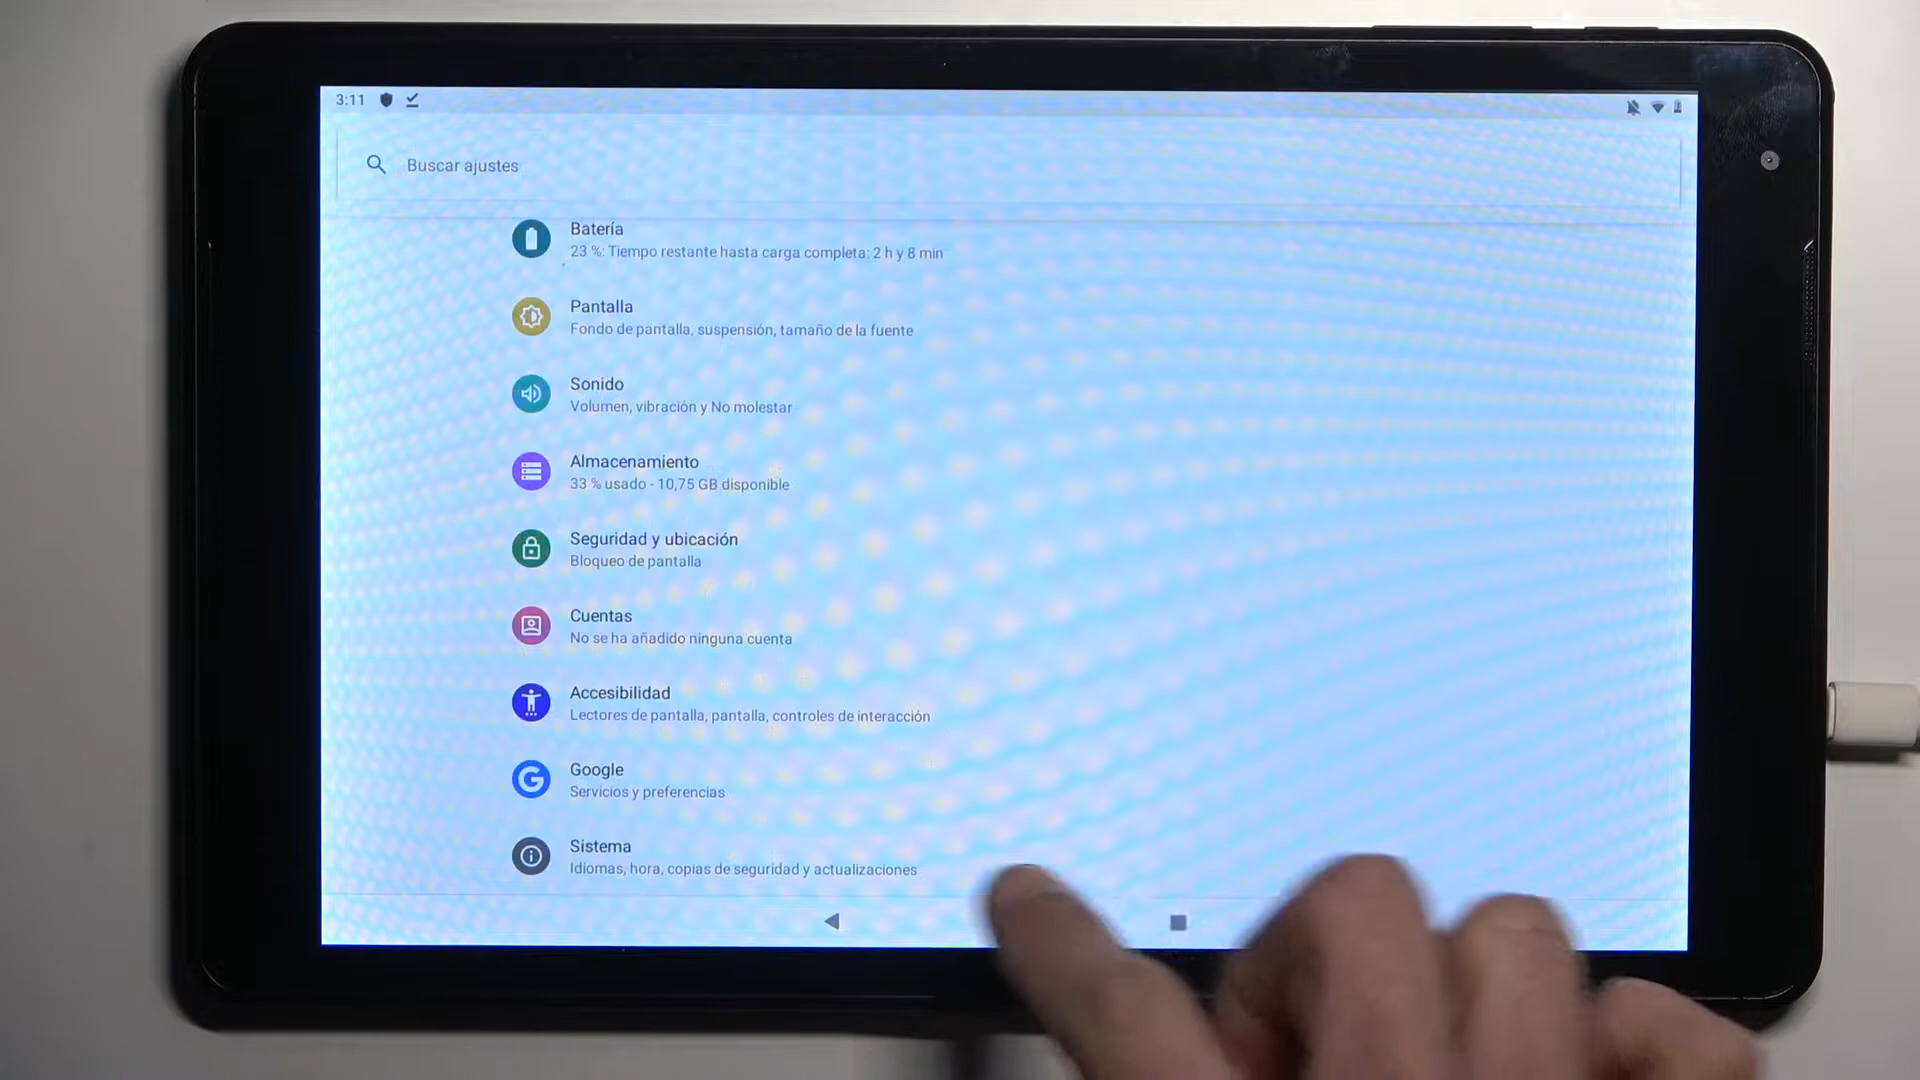 3:11
Buscar ajustes
Batería
23 %: Tiempo restante hasta carga completa: 2 h y 8 min
Pantalla
Fondo de pantalla, suspensión, tamaño de la fuente
Sonido
Volumen, vibración y No molestar
Almacenamiento
33 % usado - 10,75 GB disponible
Seguridad y ubicación
Bloqueo de pantalla
Cuentas
No se ha añadido ninguna cuenta
Accesibilidad
Lectores de pantalla, pantalla, controles de interacción
Google
Servicios y preferencias
Sistema
Idiomas, hora, copias de seguridad y actualizaciones